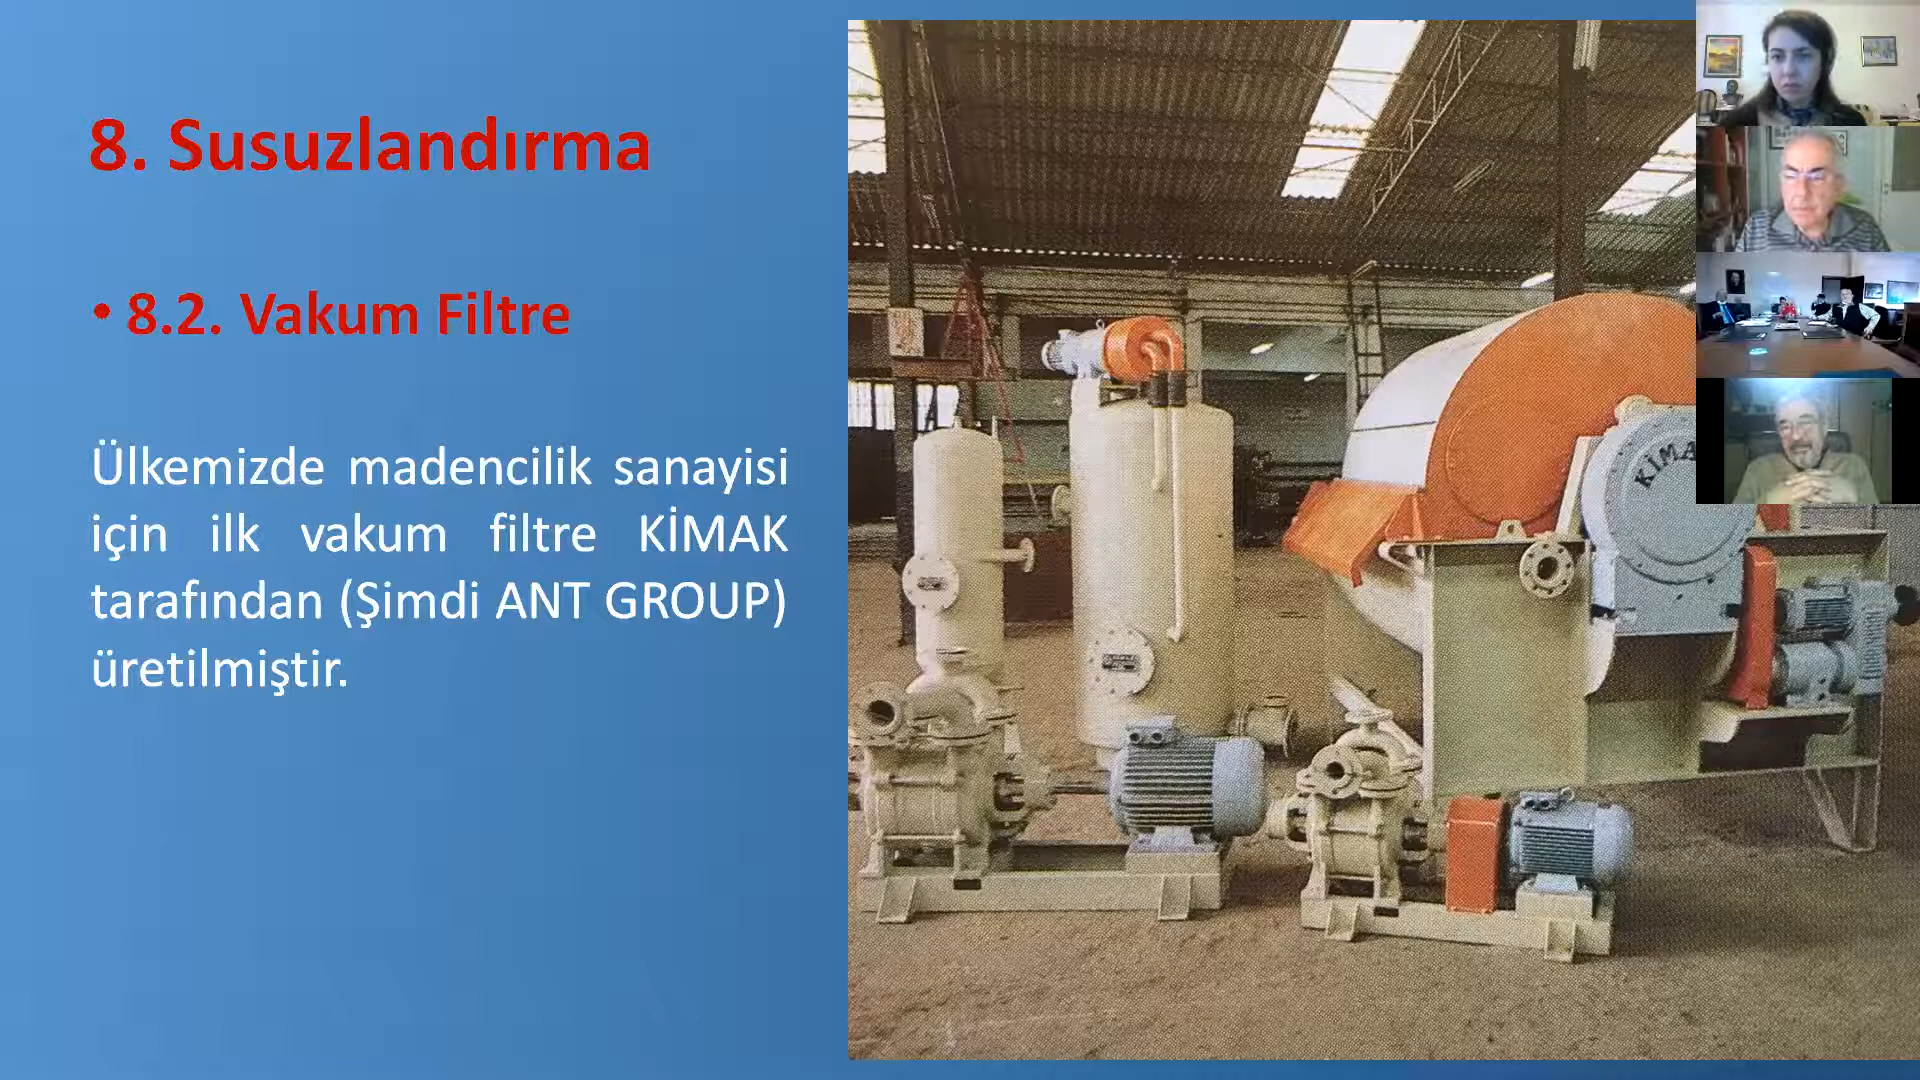 8. Susuzlandırma
• 8.2. Vakum Filtre
Ülkemizde madencilik sanayisi
için ilk vakum filtre KİMAK
tarafından (Şimdi ANT GROUP)
üretilmiştir.